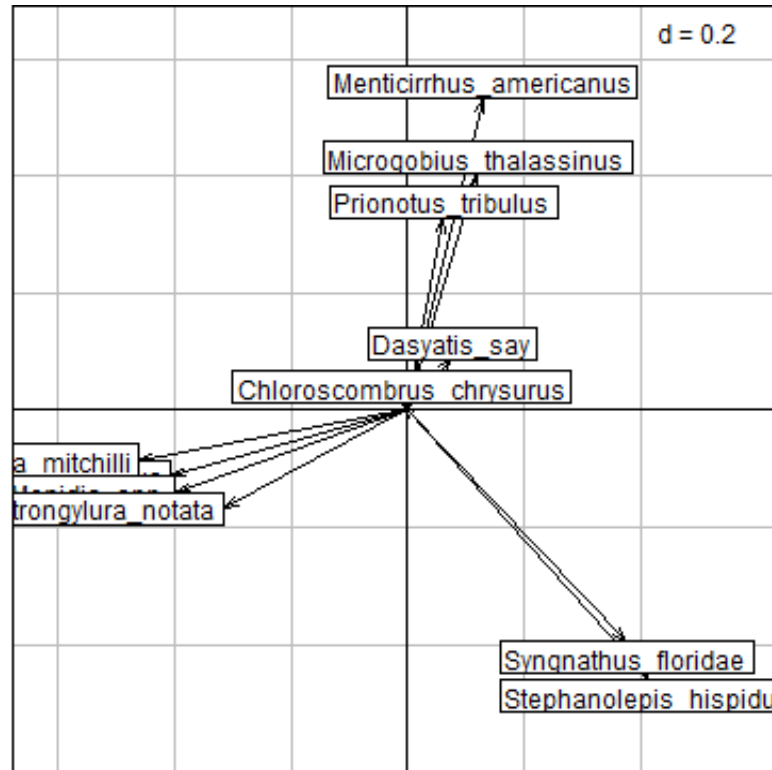 d = 0.2
Menticirrhus_americanus
Microgobius_thalassinus
Prionotus_tribulus
Dasyatis_say
Chloroscombrus_chrysurus
a_mitchilli
trongylura_notata
Syngnathus_floridae
Stephanolepis_hispidu